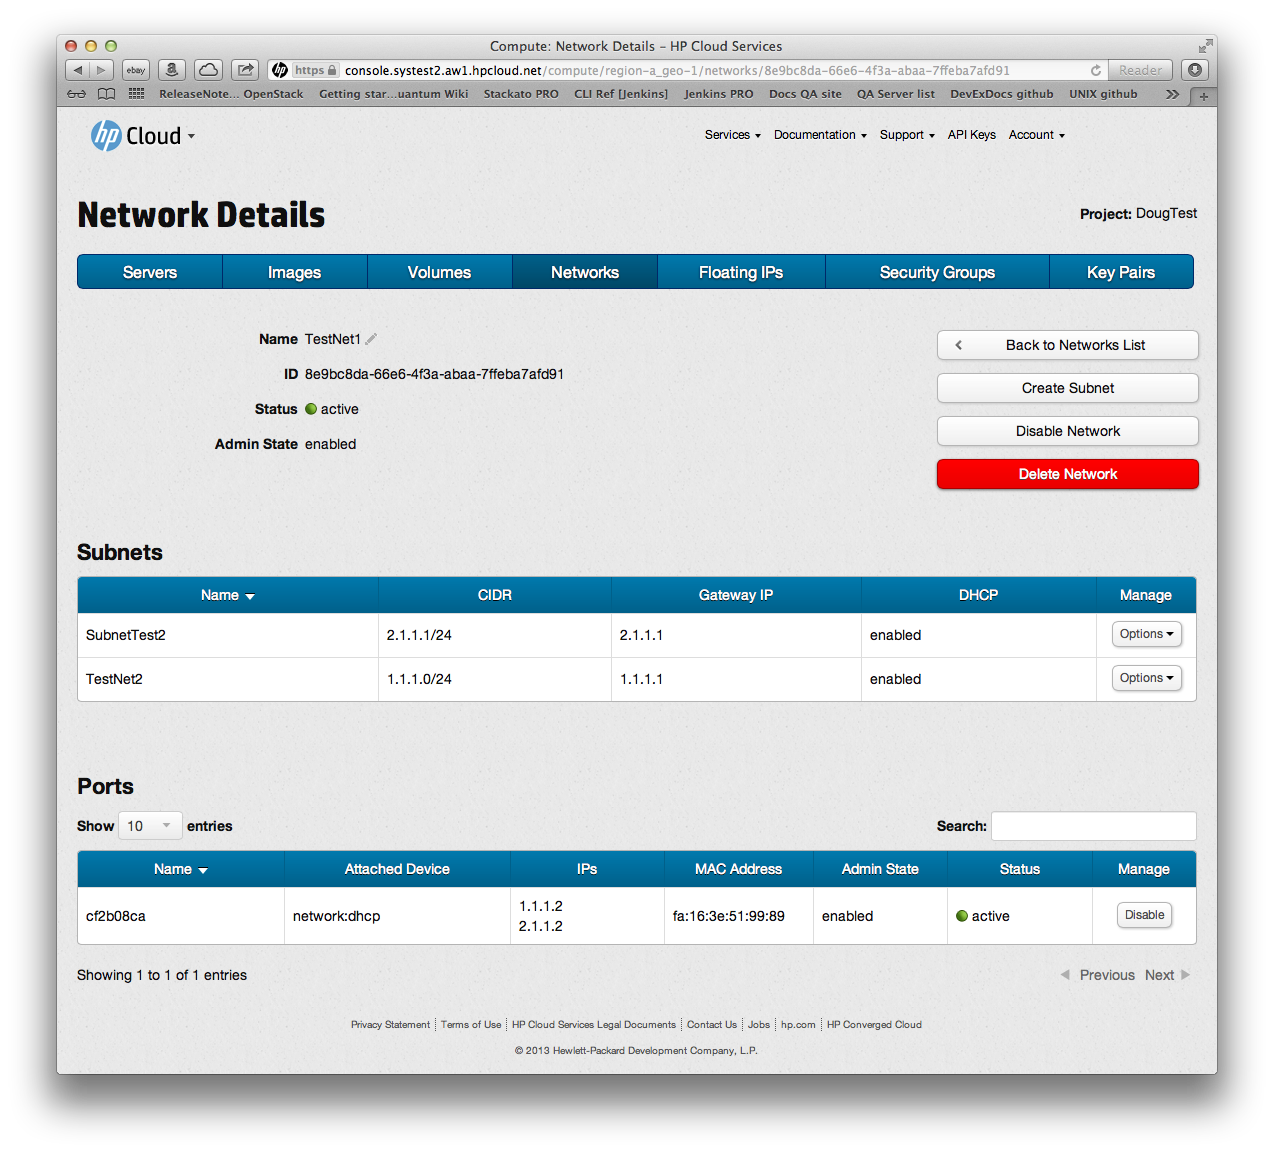 Compute: Network Details – HP Cloud Services
ebay a https console.systest2.aw1.hpcloud.net/compute/region-a_geo-1/networks/8e9bc8da-66e6-4f3a-abaa-7ffeba7afd91 Reader
ReleaseNote... OpenStack Getting star...uantum Wiki Stackato PRO CLI Ref [Jenkins] Jenkins PRO Docs QA site QA Server list DevExDocs github UNIX github
hp Cloud Services Documentation Support API Keys Account
Network Details
Project: DougTest
Servers Images Volumes Networks Floating IPs Security Groups Key Pairs
Name TestNet1
ID 8e9bc8da-66e6-4f3a-abaa-7ffeba7afd91
Status active
Admin State enabled
Back to Networks List
Create Subnet
Disable Network
Delete Network
Subnets
Name CIDR Gateway IP DHCP Manage
SubnetTest2 2.1.1.1/24 2.1.1.1 enabled Options
TestNet2 1.1.1.0/24 1.1.1.1 enabled Options
Ports
Show 10 entries Search:
Name Attached Device IPs MAC Address Admin State Status Manage
cf2b08ca network:dhcp 1.1.1.2 fa:16:3e:51:99:89 enabled active Disable
2.1.1.2
Showing 1 to 1 of 1 entries Previous Next
Privacy Statement Terms of Use HP Cloud Services Legal Documents Contact Us Jobs hp.com HP Converged Cloud
© 2013 Hewlett-Packard Development Company, L.P.